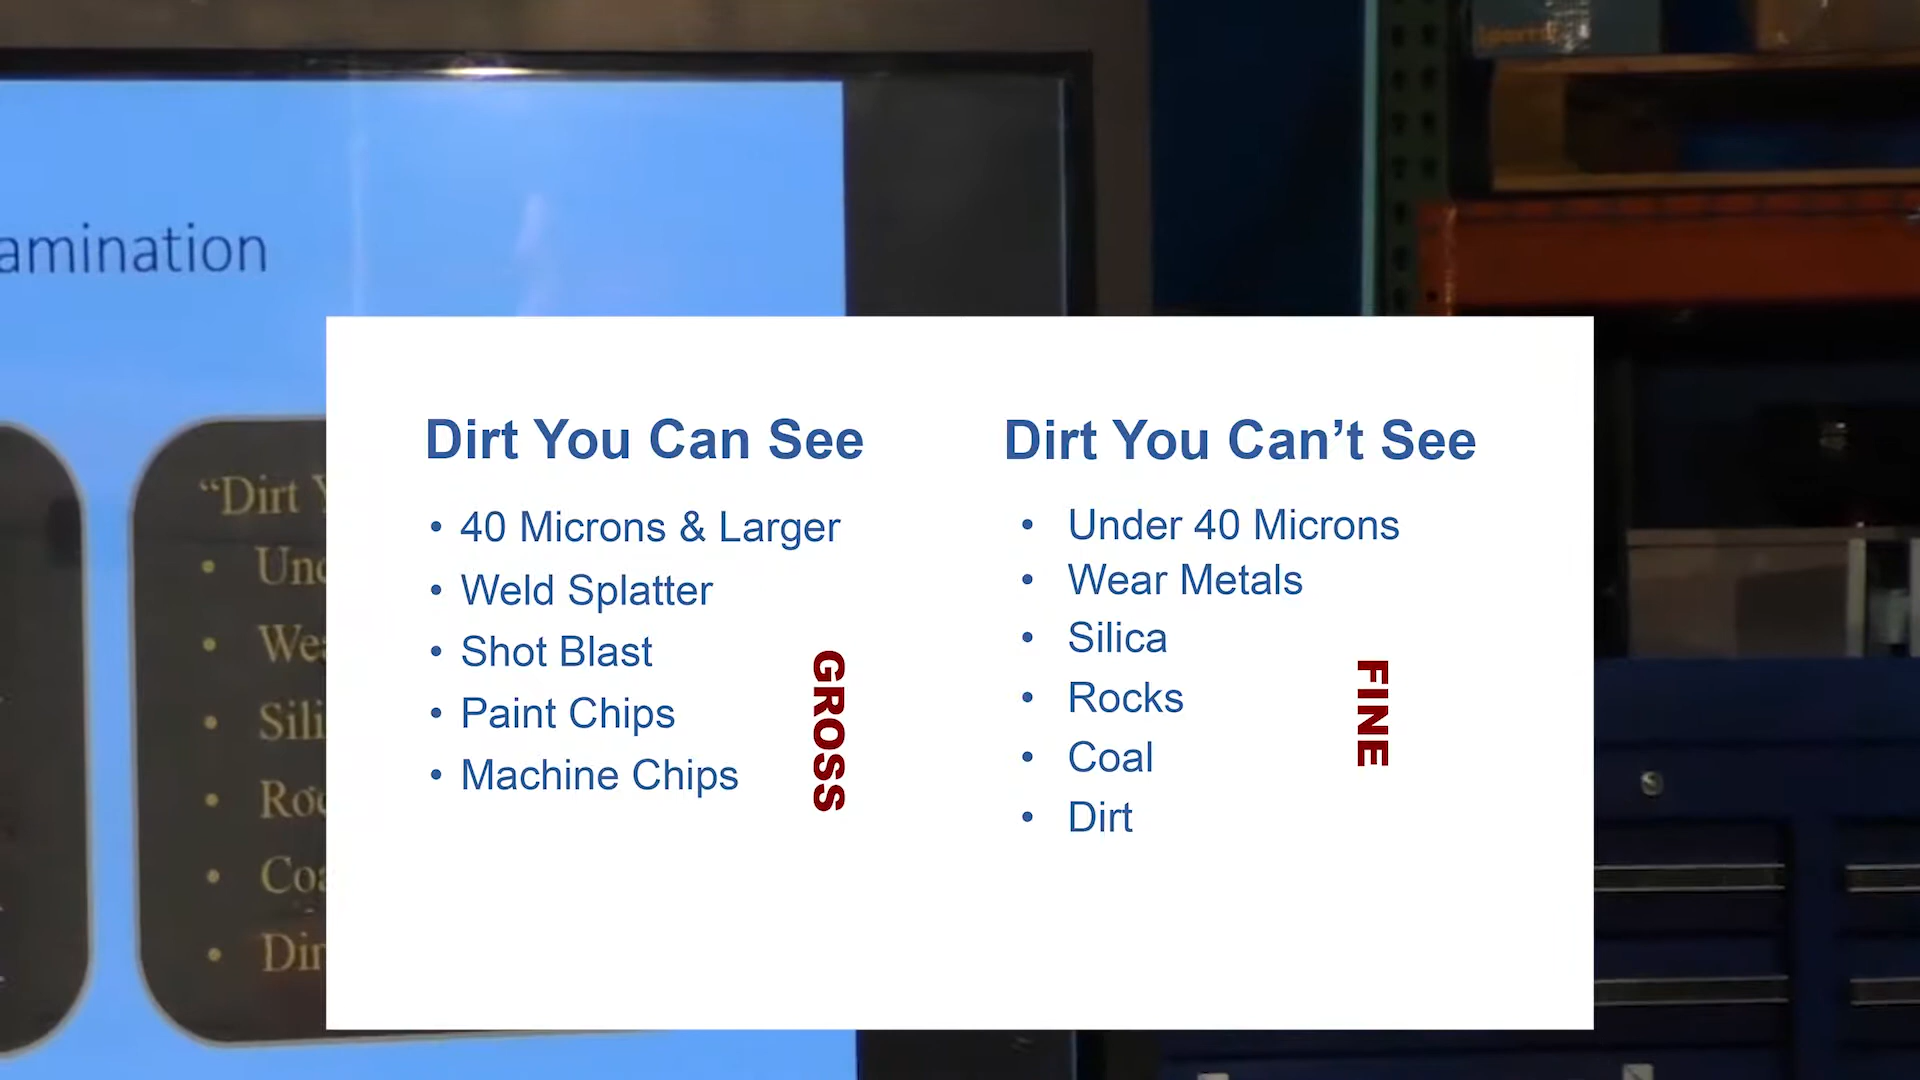 amination
Dirt You Can See
• 40 Microns & Larger
• Weld Splatter
• Shot Blast
• Paint Chips
• Machine Chips
GROSS
Dirt You Can’t See
• Under 40 Microns
• Wear Metals
• Silica
• Rocks
• Coal
• Dirt
FINE
“Dirt